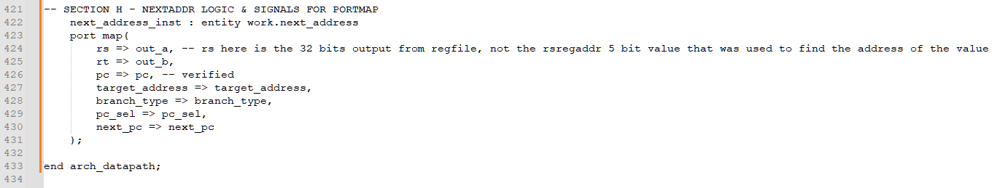 421 -- SECTION H - NEXTADDR LOGIC & SIGNALS FOR PORTMAP
422 next_address_inst : entity work.next_address
423 port map(
424 rs => out_a, -- rs here is the 32 bits output from regfile, not the rsregaddr 5 bit value that was used to find the address of the value
425 rt => out_b,
426 pc => pc, -- verified
427 target_address => target_address,
428 branch_type => branch_type,
429 pc_sel => pc_sel,
430 next_pc => next_pc
431 );
432
433 end arch_datapath;
434